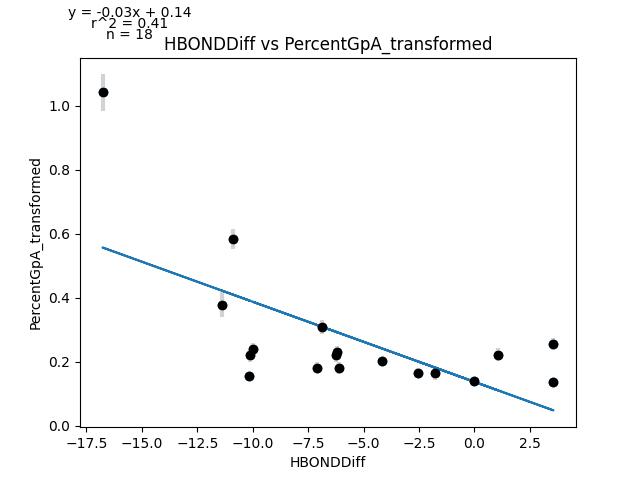 y = -0.03x + 0.14
r^2 = 0.41
n = 18
HBONDDiff vs PercentGpA_transformed
PercentGpA_transformed
1.0
0.8
0.6
0.4
0.2
0.0
−17.5 −15.0 −12.5 −10.0 −7.5 −5.0 −2.5 0.0 2.5
HBONDDiff